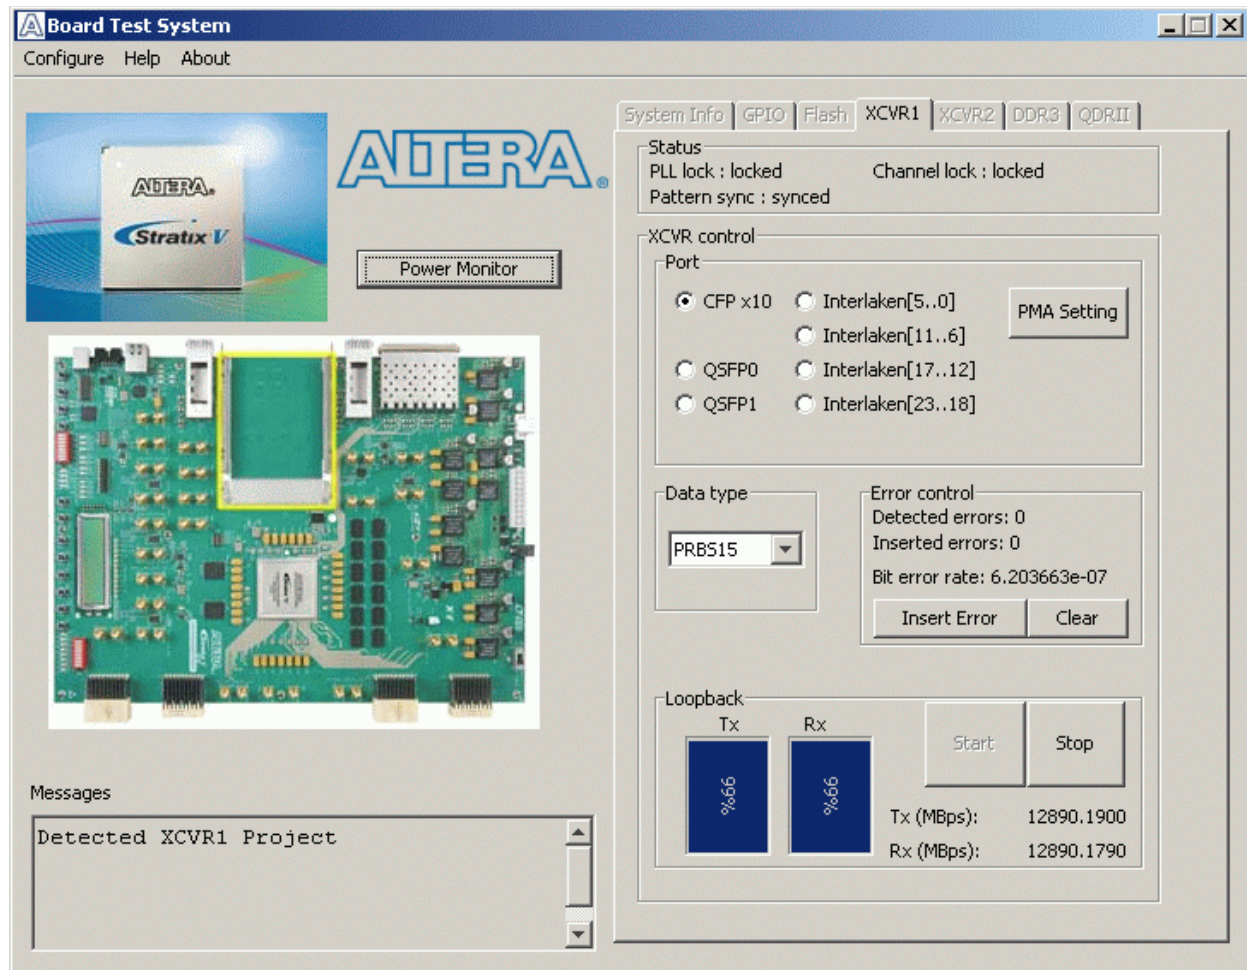 Board Test System
Configure Help About
ALTERA.
Stratix V
ALTERA®
Power Monitor
Messages
Detected XCVR1 Project
System Info GPIO Flash XCVR1 XCVR2 DDR3 QDRII
Status
PLL lock : locked Channel lock : locked
Pattern sync : synced
XCVR control
Port
CFP x10 Interlaken[5..0] PMA Setting
Interlaken[11..6]
QSFP0 Interlaken[17..12]
QSFP1 Interlaken[23..18]
Data type
PRBS15
Error control
Detected errors: 0
Inserted errors: 0
Bit error rate: 6.203663e-07
Insert Error Clear
Loopback
Tx Rx
99% 99%
Start Stop
Tx (MBps): 12890.1900
Rx (MBps): 12890.1790